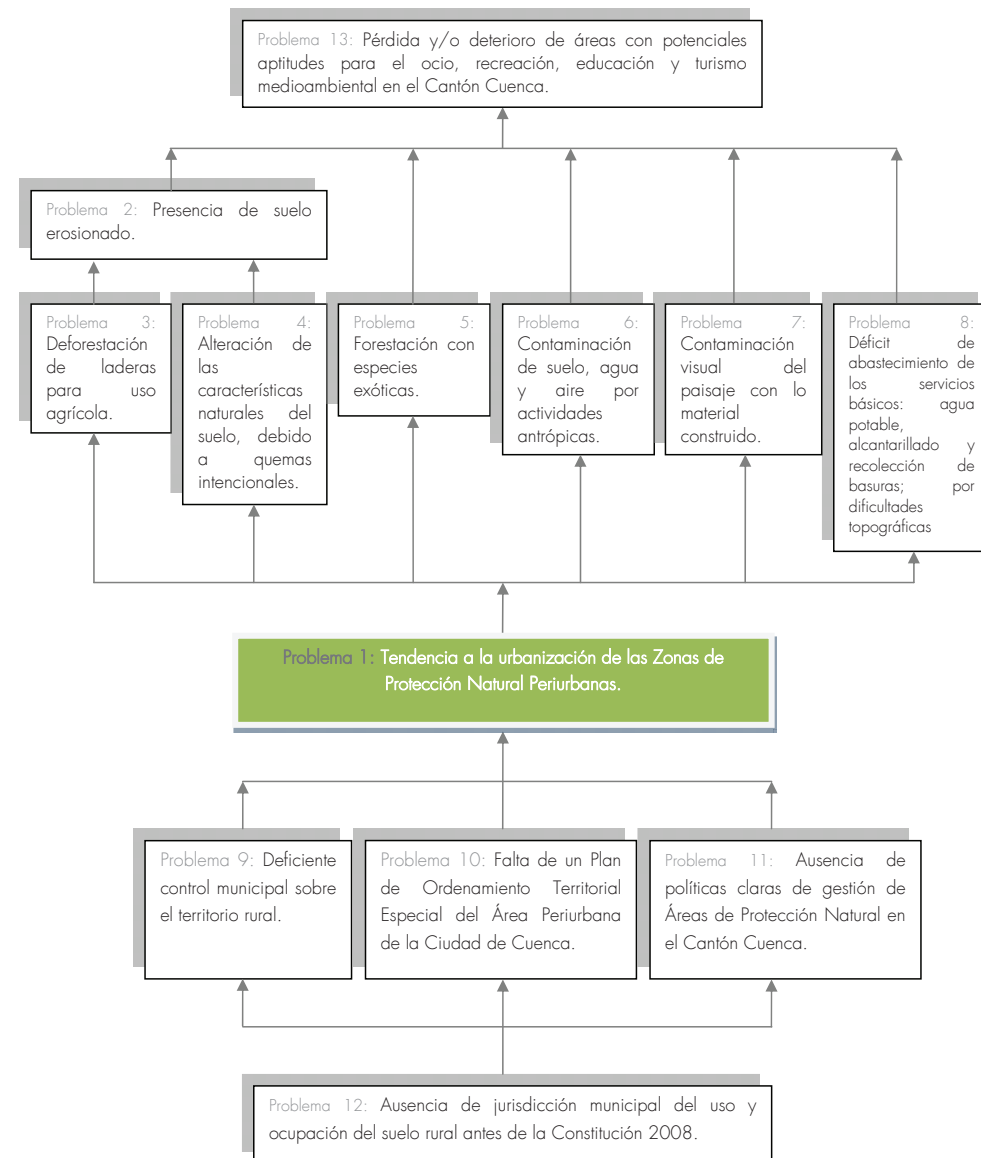 Problema 13: Pérdida y/o deterioro de áreas con potenciales
aptitudes para el ocio, recreación, educación y turismo
medioambiental en el Cantón Cuenca.
Problema 2: Presencia de suelo
erosionado.
Problema 3:
Deforestación
de laderas
para uso
agrícola.
Problema 4:
Alteración de
las
características
naturales del
suelo, debido
a quemas
intencionales.
Problema 5:
Forestación con
especies
exóticas.
Problema 6:
Contaminación
de suelo, agua
y aire por
actividades
antrópicas.
Problema 7:
Contaminación
visual del
paisaje con lo
material
construido.
Problema 8:
Déficit de
abastecimiento de
los servicios
básicos: agua
potable,
alcantarillado y
recolección de
basuras; por
dificultades
topográficas
Problema 1: Tendencia a la urbanización de las Zonas de
Protección Natural Periurbanas.
Problema 9: Deficiente
control municipal sobre
el territorio rural.
Problema 10: Falta de un Plan
de Ordenamiento Territorial
Especial del Área Periurbana
de la Ciudad de Cuenca.
Problema 11: Ausencia de
políticas claras de gestión de
Áreas de Protección Natural en
el Cantón Cuenca.
Problema 12: Ausencia de jurisdicción municipal del uso y
ocupación del suelo rural antes de la Constitución 2008.